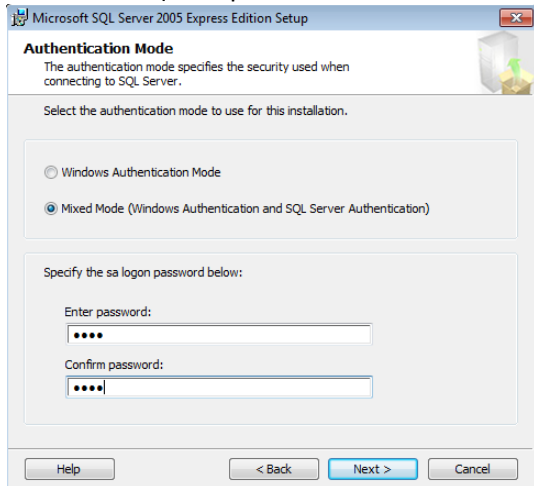 Microsoft SQL Server 2005 Express Edition Setup
Authentication Mode
The authentication mode specifies the security used when
connecting to SQL Server.
Select the authentication mode to use for this installation.
Windows Authentication Mode
Mixed Mode (Windows Authentication and SQL Server Authentication)
Specify the sa logon password below:
Enter password:
••••
Confirm password:
••••
Help
< Back
Next >
Cancel